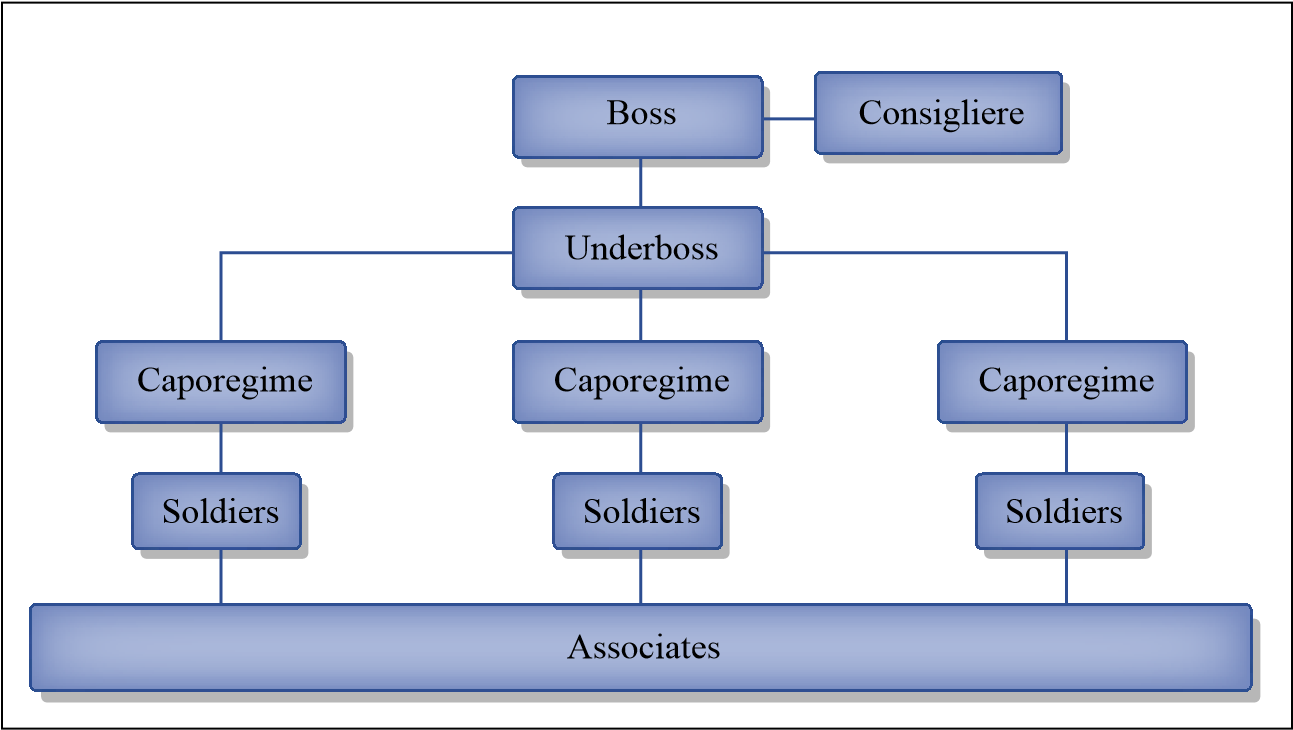 Boss
Consigliere
Underboss
Caporegime
Caporegime
Caporegime
Soldiers
Soldiers
Soldiers
Associates